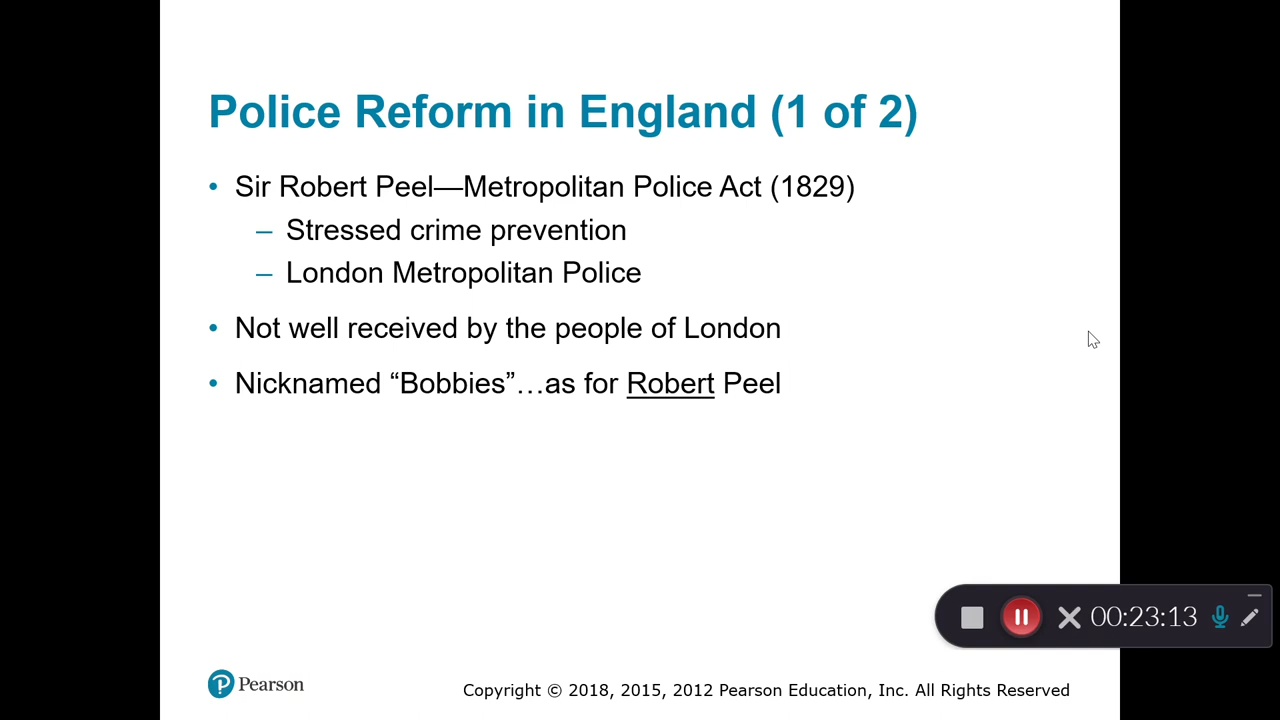 Police Reform in England (1 of 2)
• Sir Robert Peel—Metropolitan Police Act (1829)
– Stressed crime prevention
– London Metropolitan Police
• Not well received by the people of London
• Nicknamed “Bobbies”…as for Robert Peel
00:23:13
Pearson
Copyright © 2018, 2015, 2012 Pearson Education, Inc. All Rights Reserved